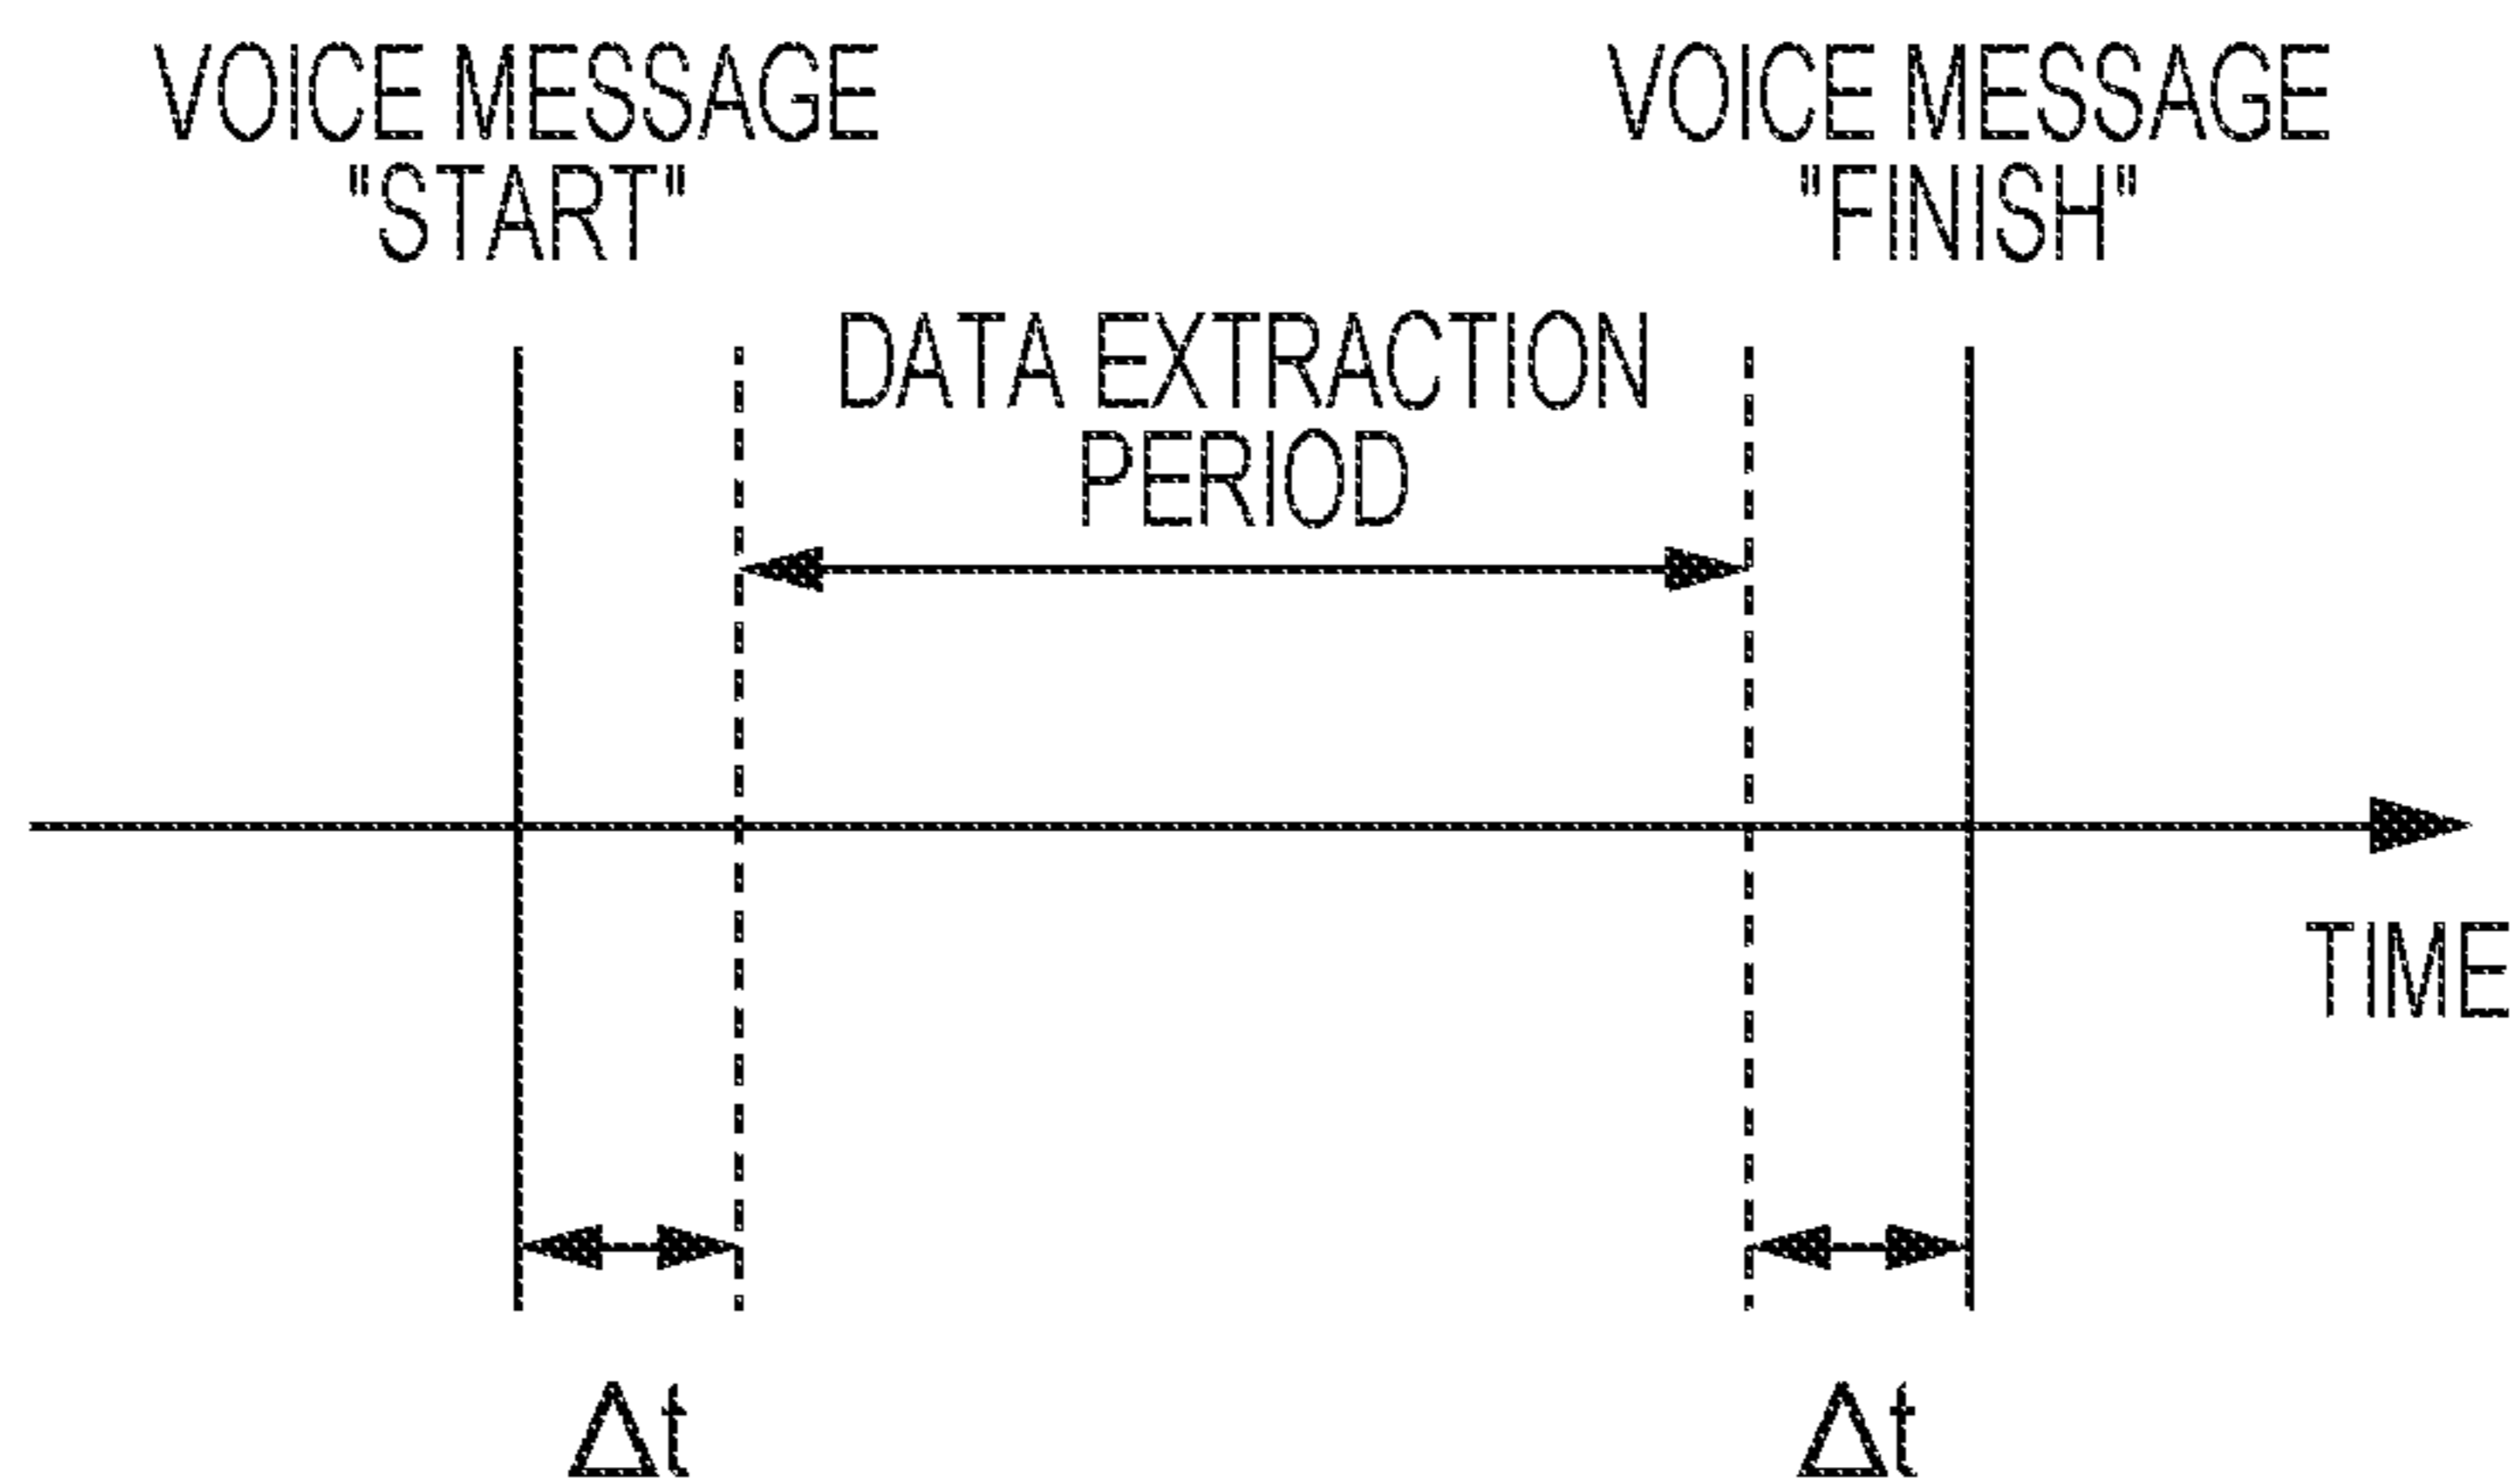 VOICE MESSAGE
"START"
VOICE MESSAGE
"FINISH"
DATA EXTRACTION
PERIOD
TIME
Δt
Δt